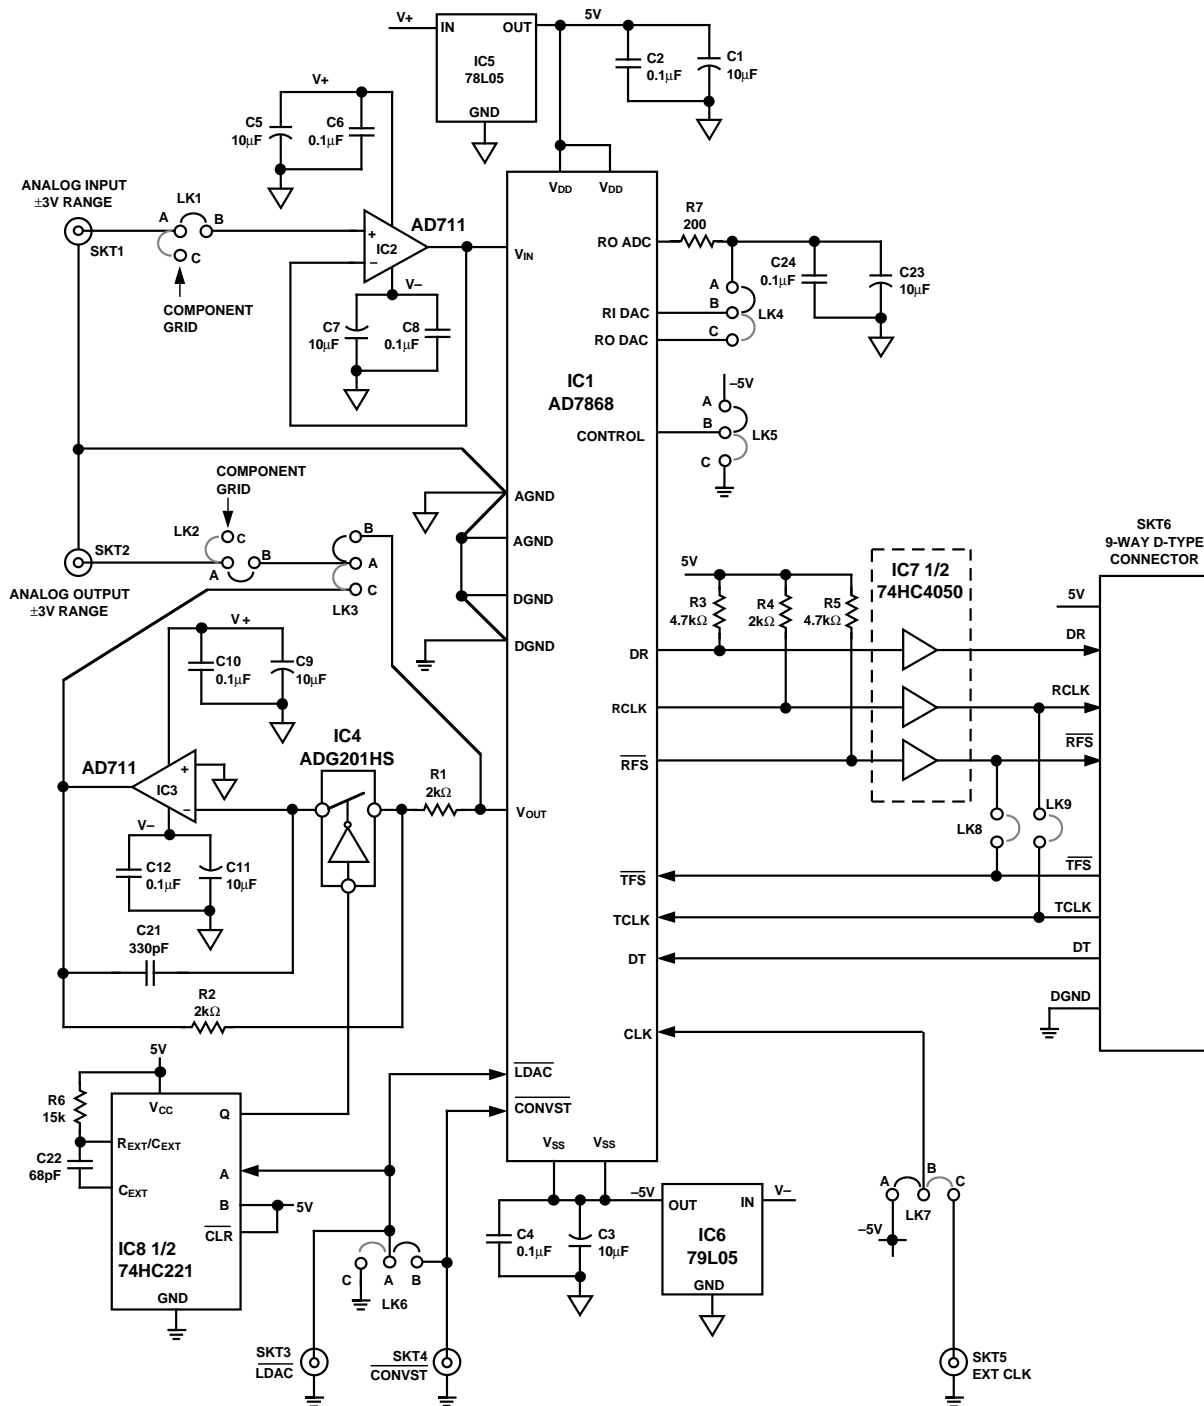 V+
IN
OUT
5V
IC5
78L05
GND
C2
0.1µF
C1
10µF
V+
C5
10µF
C6
0.1µF
ANALOG INPUT
±3V RANGE
LK1
A
B
C
SKT1
COMPONENT
GRID
AD711
+
IC2
–
V–
C7
10µF
C8
0.1µF
VDD
VDD
VIN
RO ADC
R7
200
C24
0.1µF
C23
10µF
A
RI DAC
B
LK4
RO DAC
C
IC1
AD7868
–5V
A
CONTROL
B
LK5
C
COMPONENT
GRID
LK2
C
SKT2
A
B
B
A
C
LK3
ANALOG OUTPUT
±3V RANGE
AGND
AGND
DGND
DGND
SKT6
9-WAY D-TYPE
CONNECTOR
IC7 1/2
74HC4050
5V
R3
4.7kΩ
R4
2kΩ
R5
4.7kΩ
5V
DR
DR
RCLK
RCLK
RFS
RFS
LK8
LK9
TFS
TFS
TCLK
TCLK
DT
DT
DGND
CLK
V+
C10
0.1µF
C9
10µF
IC4
ADG201HS
AD711
+
IC3
–
V–
R1
2kΩ
VOUT
C12
0.1µF
C11
10µF
C21
330pF
R2
2kΩ
5V
LDAC
CONVST
R6
15k
VCC
Q
REXT/CEXT
C22
68pF
A
CEXT
B
5V
CLR
IC8 1/2
74HC221
GND
C
A
B
LK6
VSS
VSS
–5V
OUT
IN
V–
C4
0.1µF
C3
10µF
IC6
79L05
GND
A
B
C
LK7
–5V
SKT3
LDAC
SKT4
CONVST
SKT5
EXT CLK